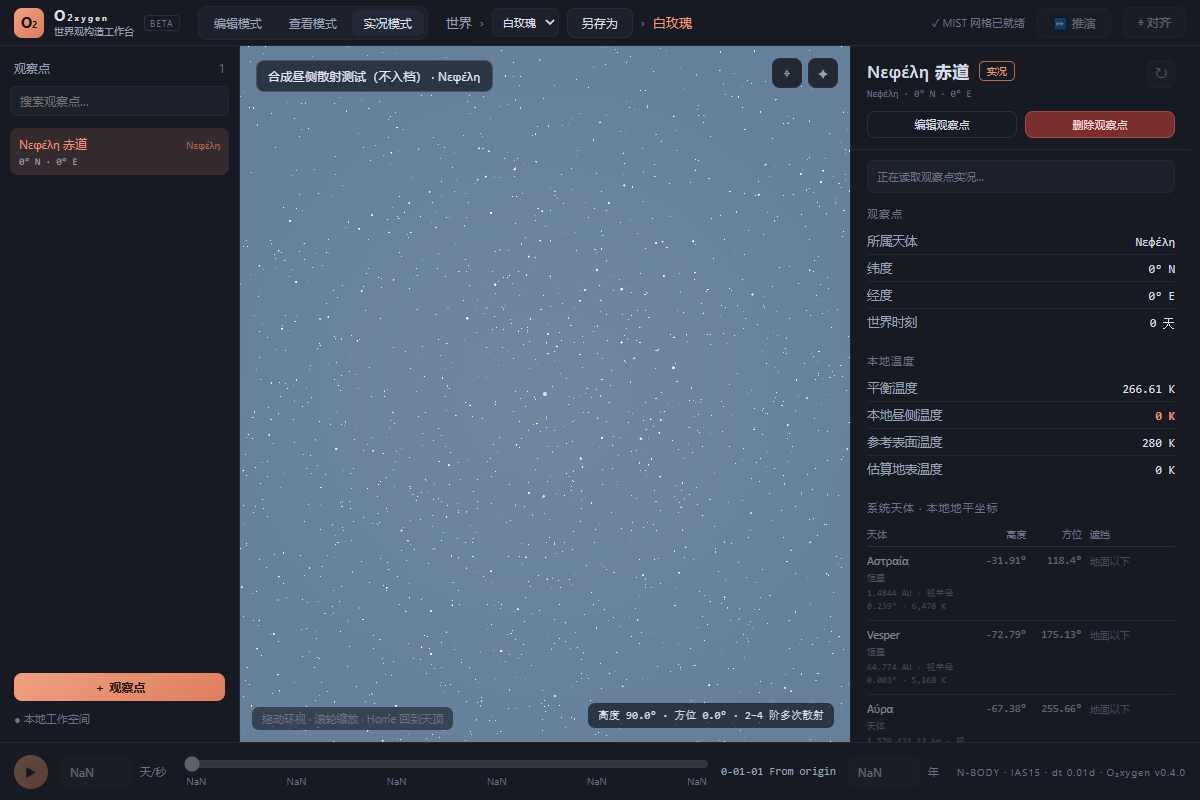 O₂ O₂xygen BETA 编辑模式 查看模式 实况模式 世界 › 白玫瑰 另存为 › 白玫瑰 ✓ MIST 网格已就绪 ⏩ 推演 ⌖ 对齐
世界观构造工作台
观察点 1
搜索观察点...
Νεφέλη 赤道 Νεφέλη
0° N · 0° E
+ 观察点
● 本地工作空间
合成昼侧散射测试（不入档） · Νεφέλη
拖动环视 · 滚轮缩放 · Home 回到天顶
高度 90.0° · 方位 0.0° · 2–4 阶多次散射
Νεφέλη 赤道 实况
Νεφέλη · 0° N · 0° E
编辑观察点 删除观察点
正在读取观察点实况...
观察点
所属天体 Νεφέλη
纬度 0° N
经度 0° E
世界时刻 0 天
本地温度
平衡温度 266.61 K
本地昼侧温度 0 K
参考表面温度 280 K
估算地表温度 0 K
系统天体 · 本地地平坐标
天体 高度 方位 遮挡
Αστραία -31.91° 118.4° 地面以下
恒星
1.4844 AU · 视半径
0.239° · 6,478 K
Vesper -72.79° 175.13° 地面以下
恒星
64.774 AU · 视半径
0.003° · 5,168 K
Αύρα -67.38° 255.66° 地面以下
天体
NaN 天/秒 NaN NaN NaN NaN NaN NaN 0-01-01 From origin NaN 年 N-BODY · IAS15 · dt 0.01d · O₂xygen v0.4.0